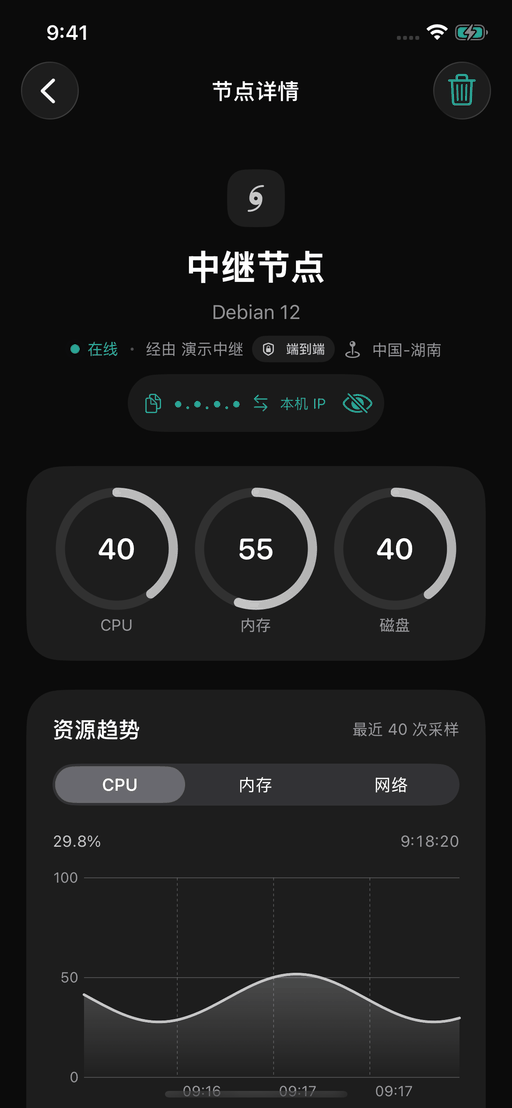 9:41
节点详情
中继节点
Debian 12
在线 · 经由 演示中继 端到端 中国-湖南
•.•.•.• 本机 IP
40 55 40
CPU 内存 磁盘
资源趋势 最近 40 次采样
CPU 内存 网络
29.8% 9:18:20
100
50
0
09:16 09:17 09:17